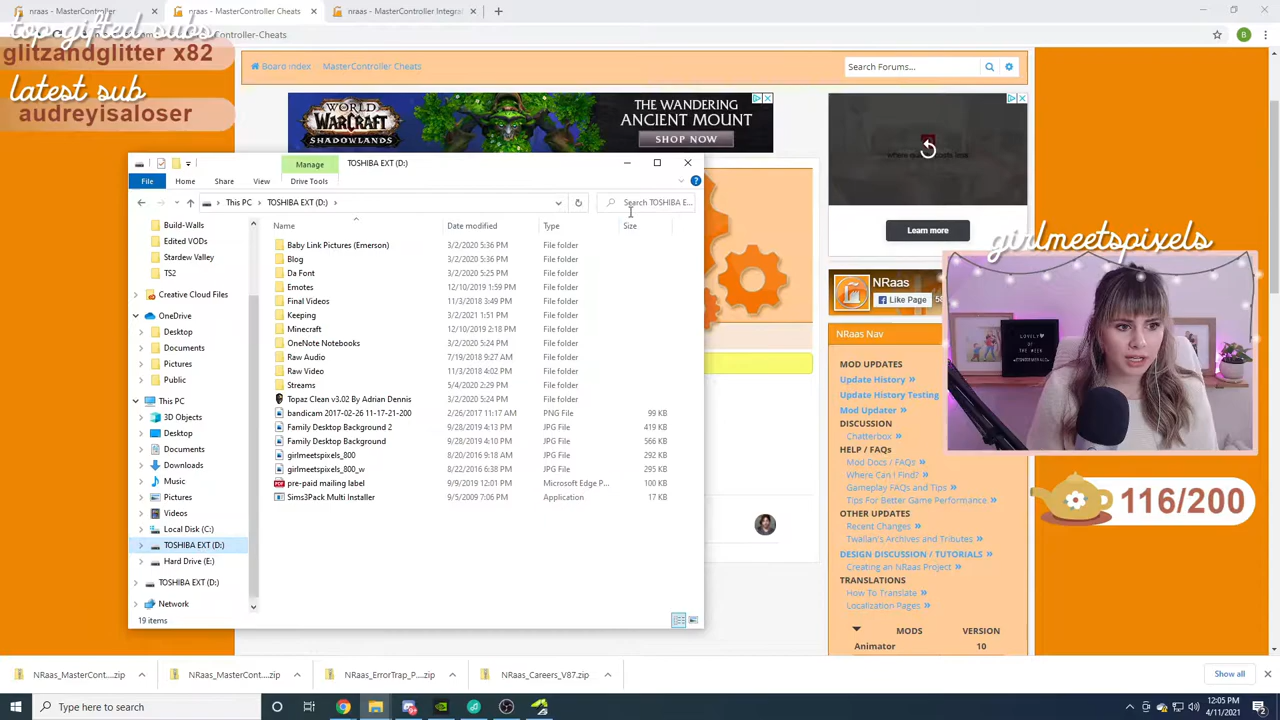 nraas - MasterController ×
nraas - MasterController ×
nraas - MasterController Integrat ×
Controller-Cheats
top gifted subs
glitzandglitter x82
latest sub
audreyisaloser
Board index
MasterController Cheats
Search Forums...
WORLD WARCRAFT
SHADOWLANDS
THE WANDERING
ANCIENT MOUNT
SHOP NOW
Learn more
girlmeetspixels
NRaas
Like Page
NRaas Nav
MOD UPDATES
Update History »
Update History Testing
Mod Updater »
DISCUSSION
Chatterbox »
HELP / FAQs
Mod Docs / FAQs »
Where Can I Find? »
Gameplay FAQs and Tips »
Tips For Better Game Performance »
OTHER UPDATES
Recent Changes »
Twallan's Archives and Tributes »
DESIGN DISCUSSION / TUTORIALS »
Creating an NRaas Project »
TRANSLATIONS
How To Translate »
Localization Pages »
MODS VERSION
Animator 10
116/200
Manage
TOSHIBA EXT (D:)
File Home Share View Drive Tools
This PC > TOSHIBA EXT (D:) >
Search TOSHIBA E...
Build-Walls
Edited VODs
Stardew Valley
TS2
Creative Cloud Files
OneDrive
Desktop
Documents
Pictures
Public
This PC
3D Objects
Desktop
Documents
Downloads
Music
Pictures
Videos
Local Disk (C:)
TOSHIBA EXT (D:)
Hard Drive (E:)
TOSHIBA EXT (D:)
Network
19 items
Name Date modified Type Size
Baby Link Pictures (Emerson) 3/2/2020 5:36 PM File folder
Blog 3/2/2020 5:36 PM File folder
Da Font 3/2/2020 5:25 PM File folder
Emotes 12/10/2019 1:59 PM File folder
Final Videos 11/3/2018 3:49 PM File folder
Keeping 3/2/2021 1:51 PM File folder
Minecraft 12/10/2019 2:18 PM File folder
OneNote Notebooks 3/2/2020 5:24 PM File folder
Raw Audio 7/19/2018 9:27 AM File folder
Raw Video 11/3/2018 4:02 PM File folder
Streams 5/4/2020 2:29 PM File folder
Topaz Clean v3.02 By Adrian Dennis 3/2/2020 5:24 PM File folder
bandicam 2017-02-26 11-17-21-200 2/26/2017 11:17 AM PNG File 99 KB
Family Desktop Background 2 9/28/2019 4:13 PM JPG File 419 KB
Family Desktop Background 9/28/2019 4:10 PM JPG File 566 KB
girlmeetspixels_800 8/20/2016 9:18 AM JPG File 292 KB
girlmeetspixels_800_w 8/22/2016 6:38 PM JPG File 295 KB
pre-paid mailing label 9/9/2019 12:01 PM Microsoft Edge P... 100 KB
Sims3Pack Multi Installer 9/5/2009 7:06 PM Application 17 KB
NRaas_MasterCont....zip
NRaas_MasterCont....zip
NRaas_ErrorTrap_P....zip
NRaas_Careers_V87.zip
Show all
Type here to search
12:05 PM
4/11/2021